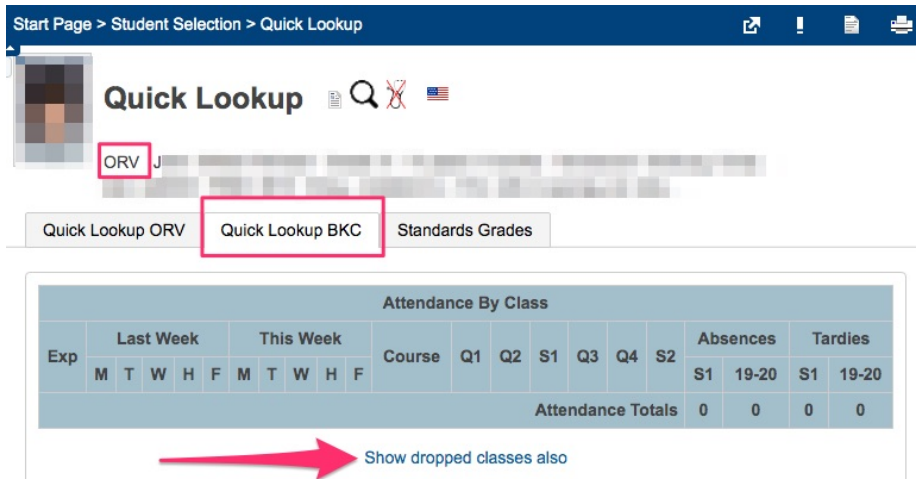 Start Page > Student Selection > Quick Lookup
Quick Lookup
ORV J
Quick Lookup ORV Quick Lookup BKC Standards Grades
Attendance By Class
Exp Last Week This Week Course Q1 Q2 S1 Q3 Q4 S2 Absences Tardies
M T W H F M T W H F S1 19-20 S1 19-20
Attendance Totals 0 0 0 0
Show dropped classes also